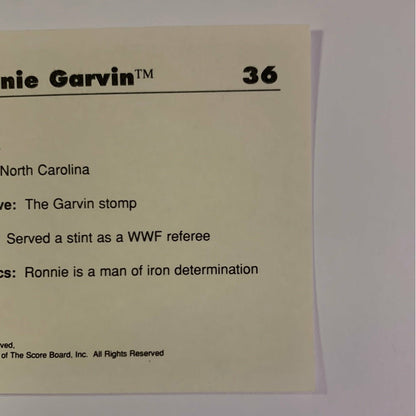 nie Garvin™ 36
North Carolina
ve: The Garvin stomp
Served a stint as a WWF referee
cs: Ronnie is a man of iron determination
ved.
of The Score Board, Inc. All Rights Reserved